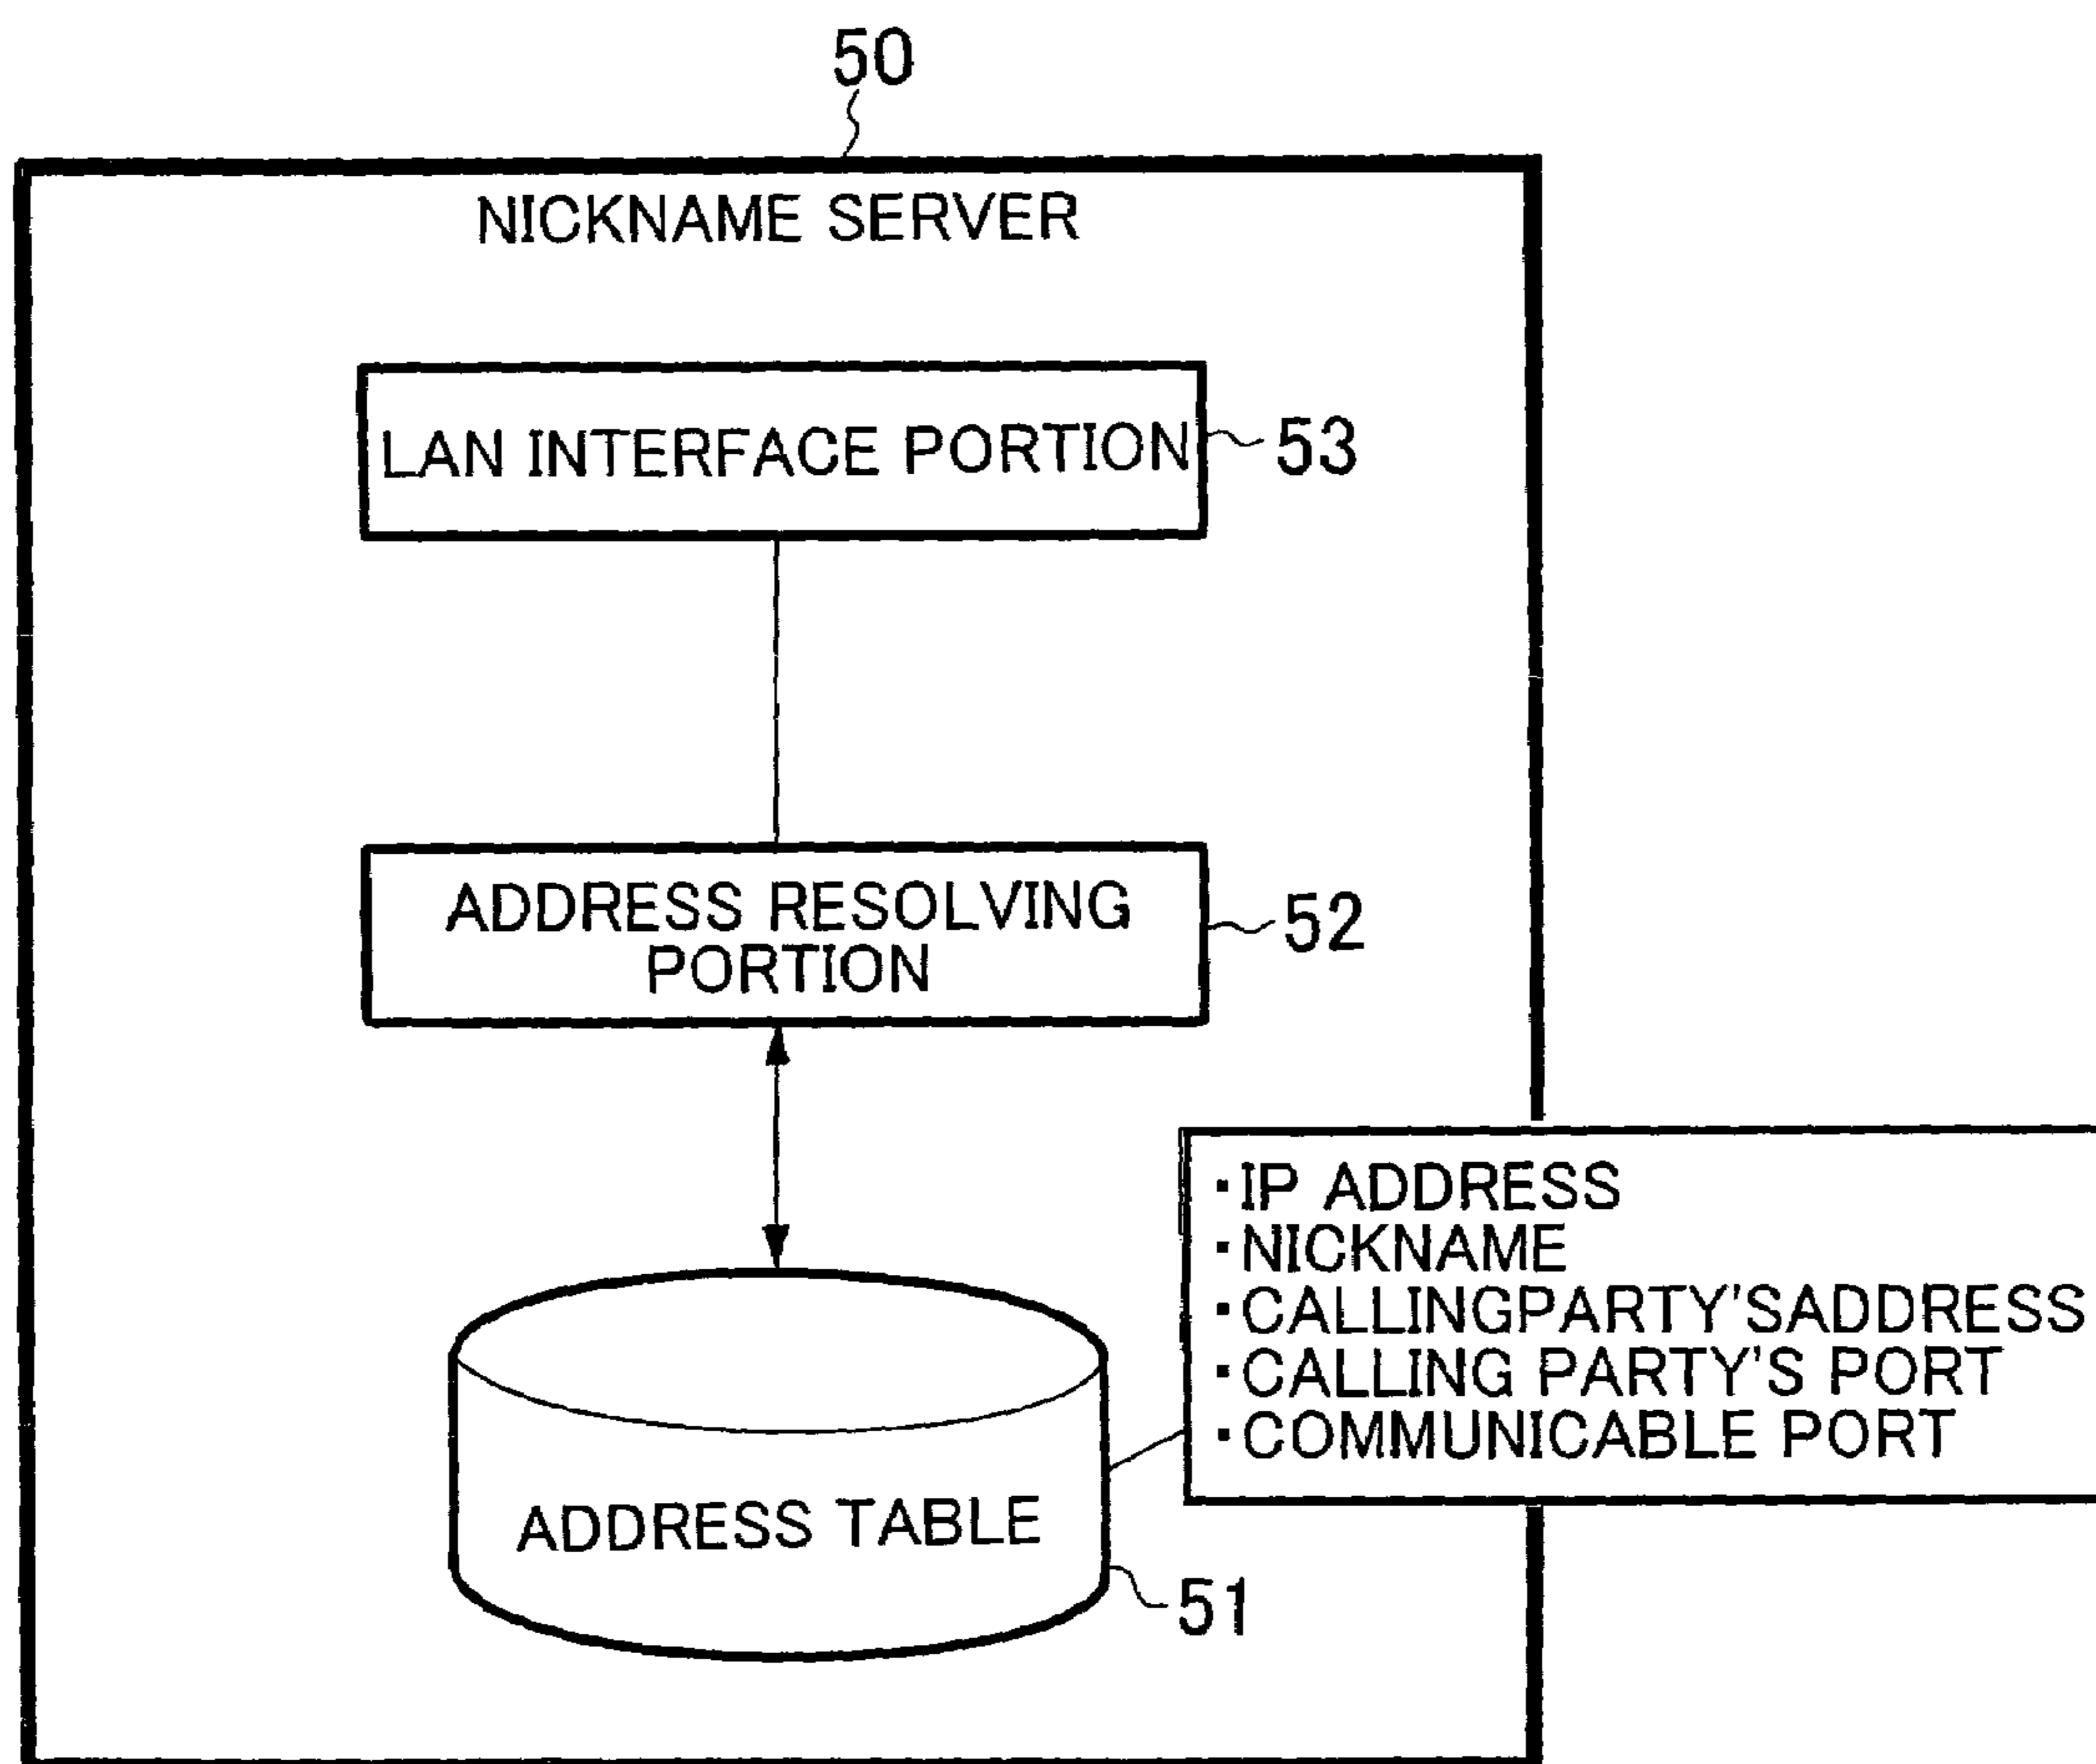 50
NICKNAME SERVER
LAN INTERFACE PORTION
53
ADDRESS RESOLVING
PORTION
52
・IP ADDRESS
・NICKNAME
・CALLINGPARTY'SADDRESS
・CALLING PARTY'S PORT
・COMMUNICABLE PORT
ADDRESS TABLE
51